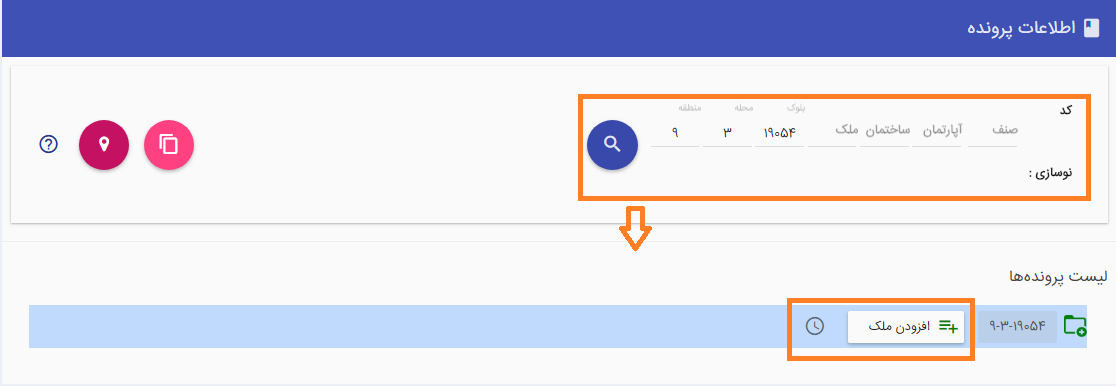 اطلاعات پرونده
کد
نوسازی :
صنف
آپارتمان
ساختمان
ملک
بلوک
۱۹۰۵۴
محله
۳
منطقه
۹
لیست پرونده‌ها
۹-۳-۱۹۰۵۴
افزودن ملک